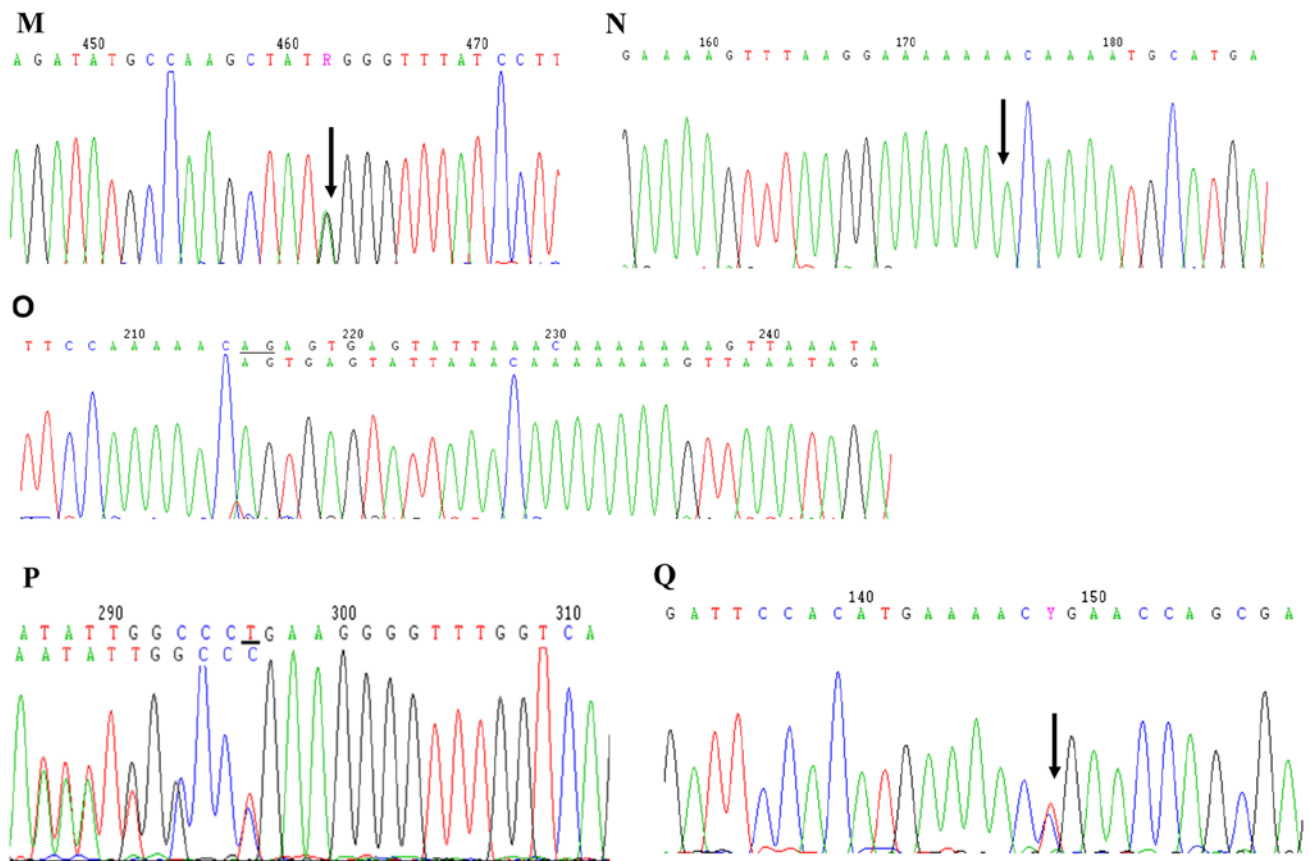 M
450 460 470
A G A T A T G C C A A G C T A T R G G G T T T A T C C T T
N
160 170 180
G A A A A G T T T A A G G A A A A A A A C A A A A T G C A T G A
O
210 220 230 240
T T C C A A A A A C A G A G T G A G T A T T A A A C A A A A A A A G T T A A A T A
A G T G A G T A T T A A A C A A A A A A A G T T A A A T A G A
P
290 300 310
A T A T T G G C C C T G A A G G G G T T T G G T C A
A A T A T T G G C C C
Q
140 150
G A T T C C A C A T G A A A A C Y G A A C C A G C G A